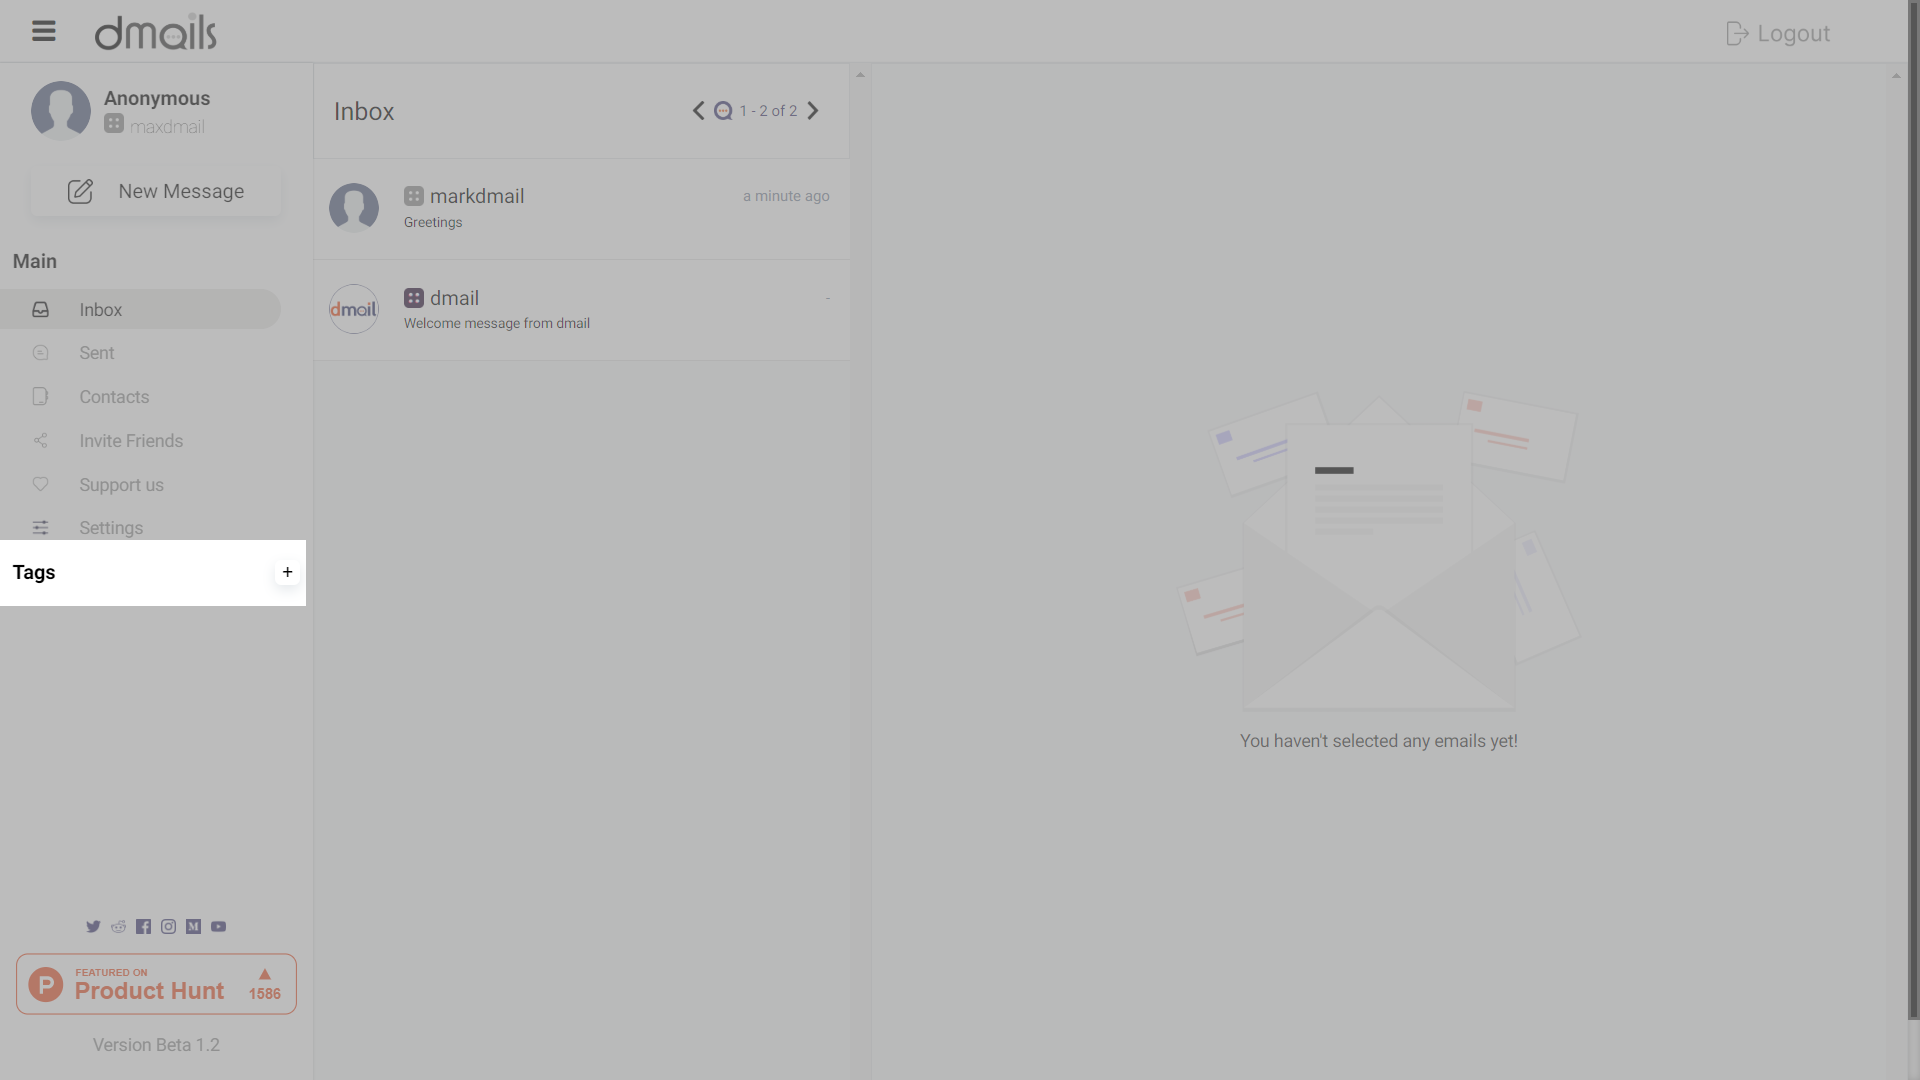 dmails
Logout
Anonymous
maxdmail
New Message
Main
Inbox
Sent
Contacts
Invite Friends
Support us
Settings
Tags
+
FEATURED ON
Product Hunt
1586
P
M
Version Beta 1.2
Inbox
1 - 2 of 2
markdmail
a minute ago
Greetings
dmail
dmail
-
Welcome message from dmail
You haven't selected any emails yet!